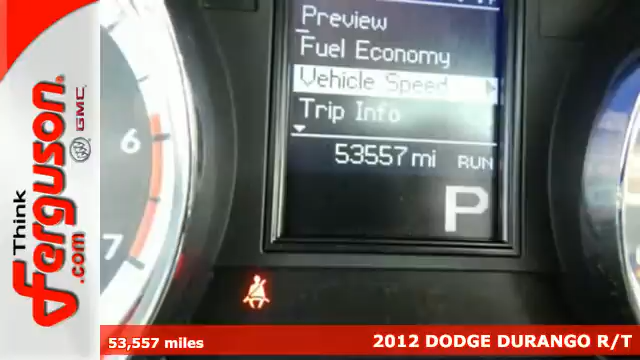 Preview
Fuel Economy
Vehicle Speed
Trip Info
53557 mi RUN
P
6
7
Think
Ferguson
.com
GMC
53,557 miles
2012 DODGE DURANGO R/T